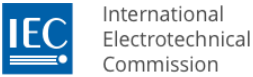 IEC
International
Electrotechnical
Commission